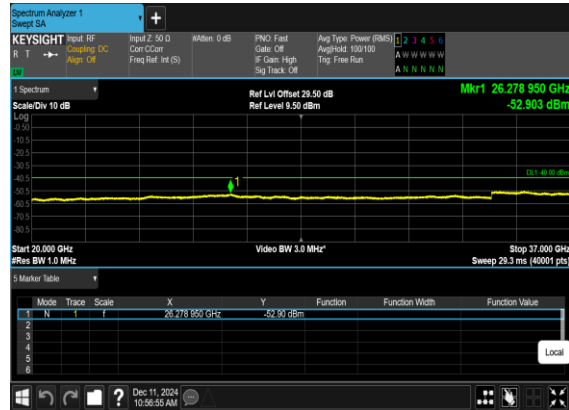 Spectrum Analyzer 1
Swept SA
+
KEYSIGHT Input: RF Input Z: 50 Ω #Atten: 0 dB PNO: Fast Avg Type: Power (RMS) 1 2 3 4 5 6
R T Coupling: DC Corr CCorr Gate: Off Avg|Hold: 100/100 A W W W W W
Align: Off Freq Ref: Int (S) IF Gain: High Trig: Free Run A N N N N N
Sig Track: Off
1 Spectrum Ref Lvl Offset 29.50 dB Mkr1 26.278 950 GHz
Scale/Div 10 dB Ref Level 9.50 dBm -52.903 dBm
Log
-0.50
-10.5
-20.5
-30.5
DL1 -40.00 dBm
-40.5
1
-50.5
-60.5
-70.5
-80.5
Start 20.000 GHz Video BW 3.0 MHz* Stop 37.000 GHz
#Res BW 1.0 MHz Sweep 29.3 ms (40001 pts)
5 Marker Table
Mode Trace Scale X Y Function Function Width Function Value
1 N 1 f 26.278 950 GHz -52.90 dBm
2
3
4
5
6
Local
? Dec 11, 2024
10:56:55 AM